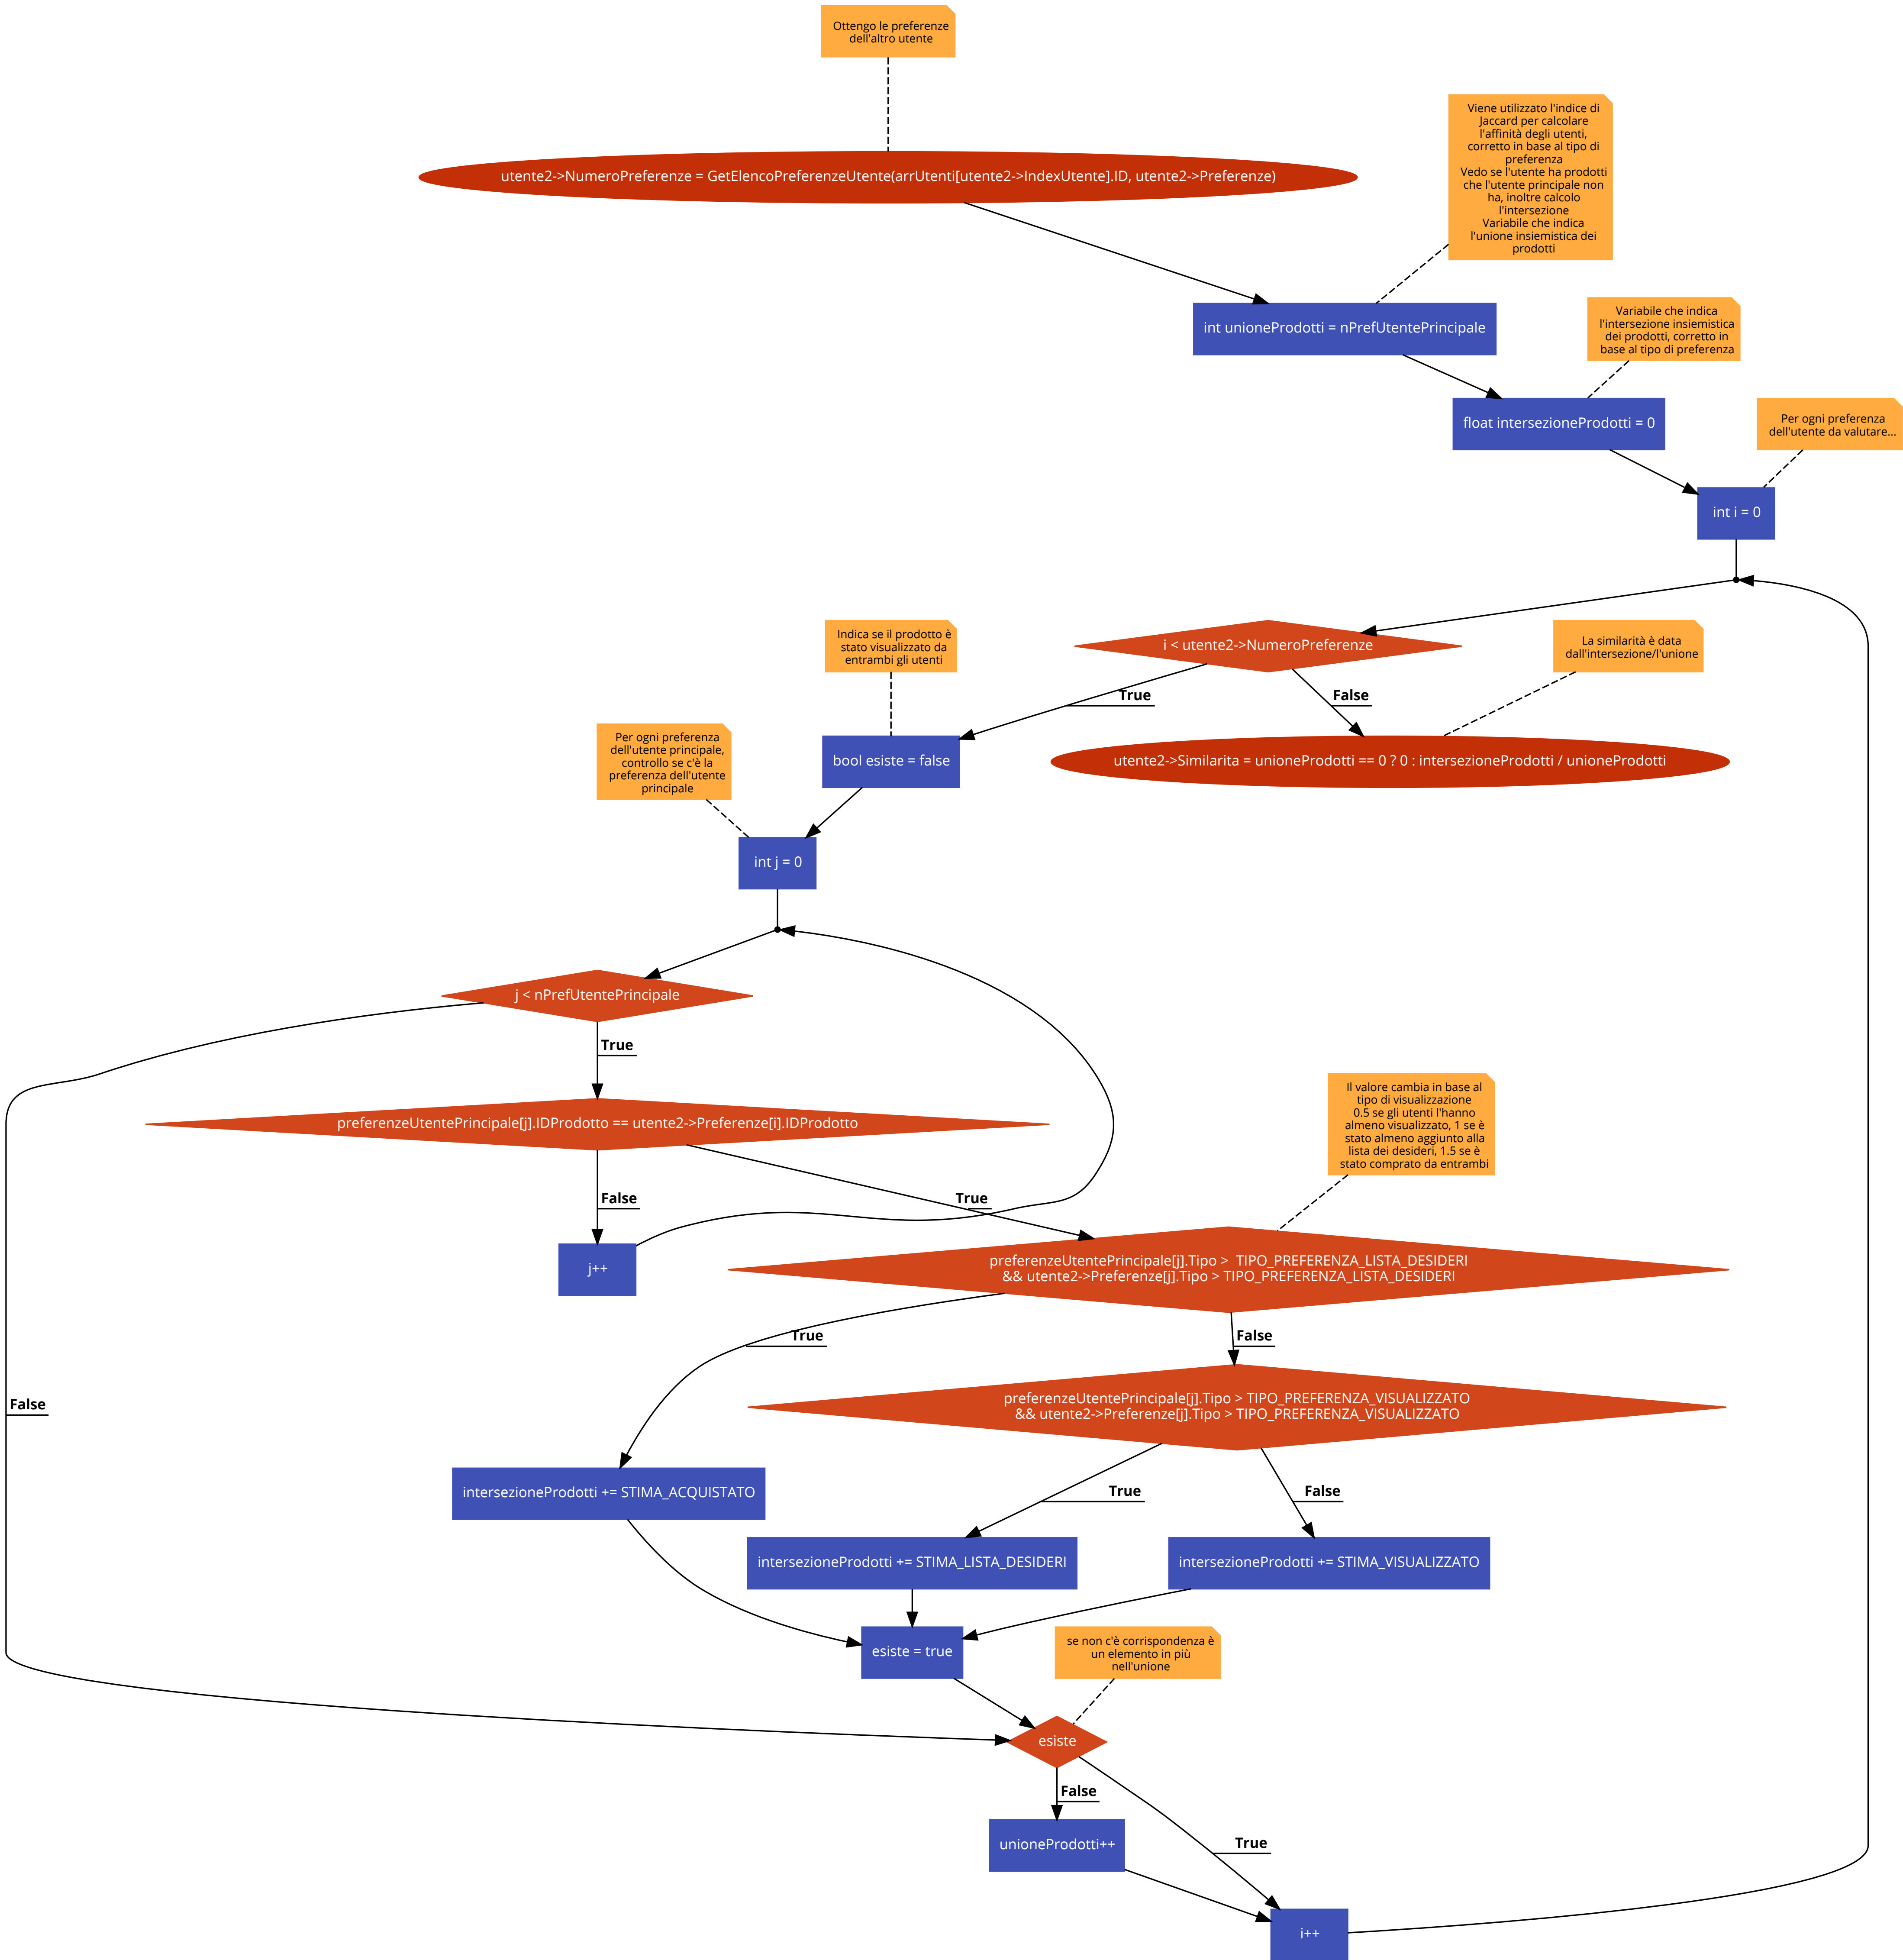 Ottengo le preferenze
dell'altro utente
utente2->NumeroPreferenze = GetElencoPreferenzeUtente(arrUtenti[utente2->IndexUtente].ID, utente2->Preferenze)
Viene utilizzato l'indice di
Jaccard per calcolare
l'affinità degli utenti,
corretto in base al tipo di
preferenza
Vedo se l'utente ha prodotti
che l'utente principale non
ha, inoltre calcolo
l'intersezione
Variabile che indica
l'unione insiemistica dei
prodotti
int unioneProdotti = nPrefUtentePrincipale
Variabile che indica
l'intersezione insiemistica
dei prodotti, corretto in
base al tipo di preferenza
float intersezioneProdotti = 0
Per ogni preferenza
dell'utente da valutare...
int i = 0
i < utente2->NumeroPreferenze
True
False
La similarità è data
dall'intersezione/l'unione
utente2->Similarita = unioneProdotti == 0 ? 0 : intersezioneProdotti / unioneProdotti
Indica se il prodotto è
stato visualizzato da
entrambi gli utenti
bool esiste = false
Per ogni preferenza
dell'utente principale,
controllo se c'è la
preferenza dell'utente
principale
int j = 0
j < nPrefUtentePrincipale
True
False
preferenzeUtentePrincipale[j].IDProdotto == utente2->Preferenze[i].IDProdotto
False
True
j++
Il valore cambia in base al
tipo di visualizzazione
0.5 se gli utenti l'hanno
almeno visualizzato, 1 se è
stato almeno aggiunto alla
lista dei desideri, 1.5 se è
stato comprato da entrambi
preferenzeUtentePrincipale[j].Tipo >  TIPO_PREFERENZA_LISTA_DESIDERI
&& utente2->Preferenze[j].Tipo > TIPO_PREFERENZA_LISTA_DESIDERI
True
False
preferenzeUtentePrincipale[j].Tipo > TIPO_PREFERENZA_VISUALIZZATO
&& utente2->Preferenze[j].Tipo > TIPO_PREFERENZA_VISUALIZZATO
intersezioneProdotti += STIMA_ACQUISTATO
True
False
intersezioneProdotti += STIMA_LISTA_DESIDERI
intersezioneProdotti += STIMA_VISUALIZZATO
esiste = true
se non c'è corrispondenza è
un elemento in più
nell'unione
esiste
False
True
unioneProdotti++
i++